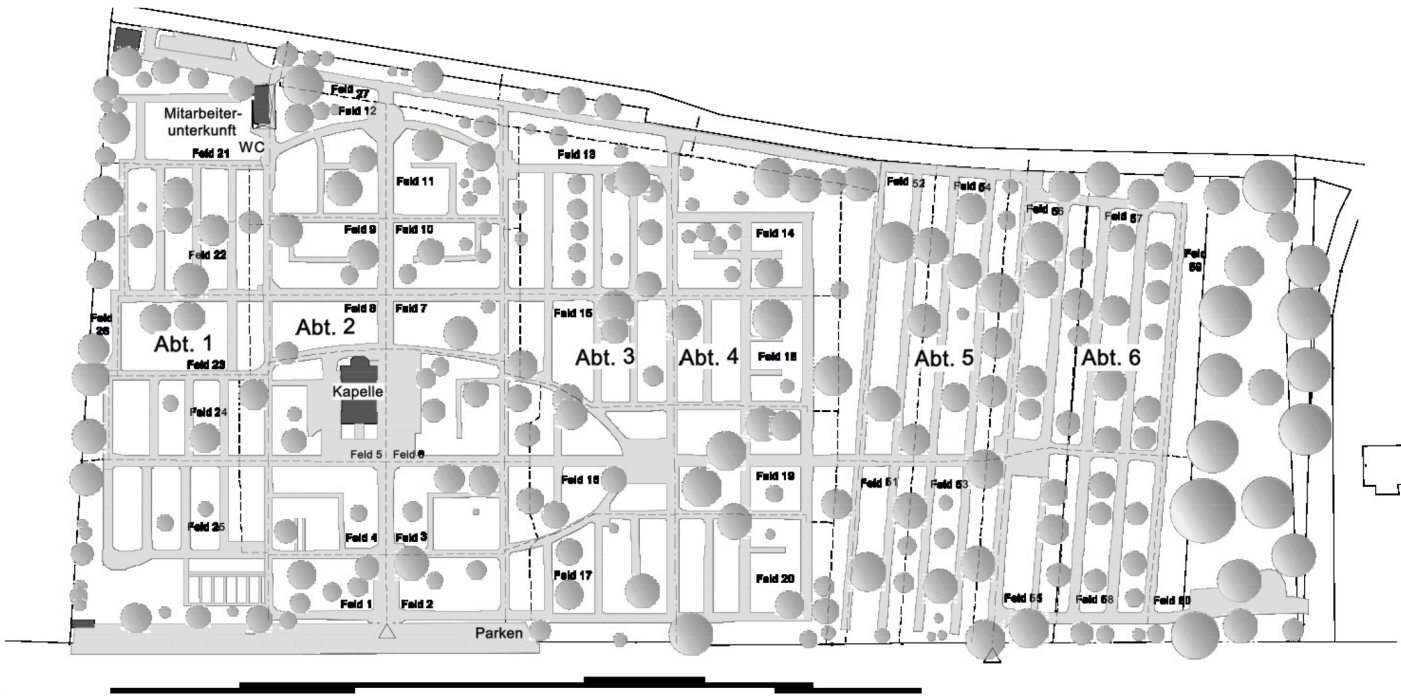 Feld 27
Feld 12
Mitarbeiter-
unterkunft
WC
Feld 21
Feld 13
Feld 11
Feld 52
Feld 54
Feld 56
Feld 57
Feld 9
Feld 10
Feld 14
Feld 22
Feld
Feld
26
Feld 8
Feld 7
Feld 15
Abt. 1
Abt. 2
Abt. 3
Abt. 4
Abt. 5
Abt. 6
Feld 18
Feld 23
Kapelle
Feld 24
Feld 5
Feld 6
Feld 16
Feld 19
Feld 51
Feld 53
Feld 25
Feld 4
Feld 3
Feld 17
Feld 20
Feld 1
Feld 2
Feld 55
Feld 58
Feld 60
Parken